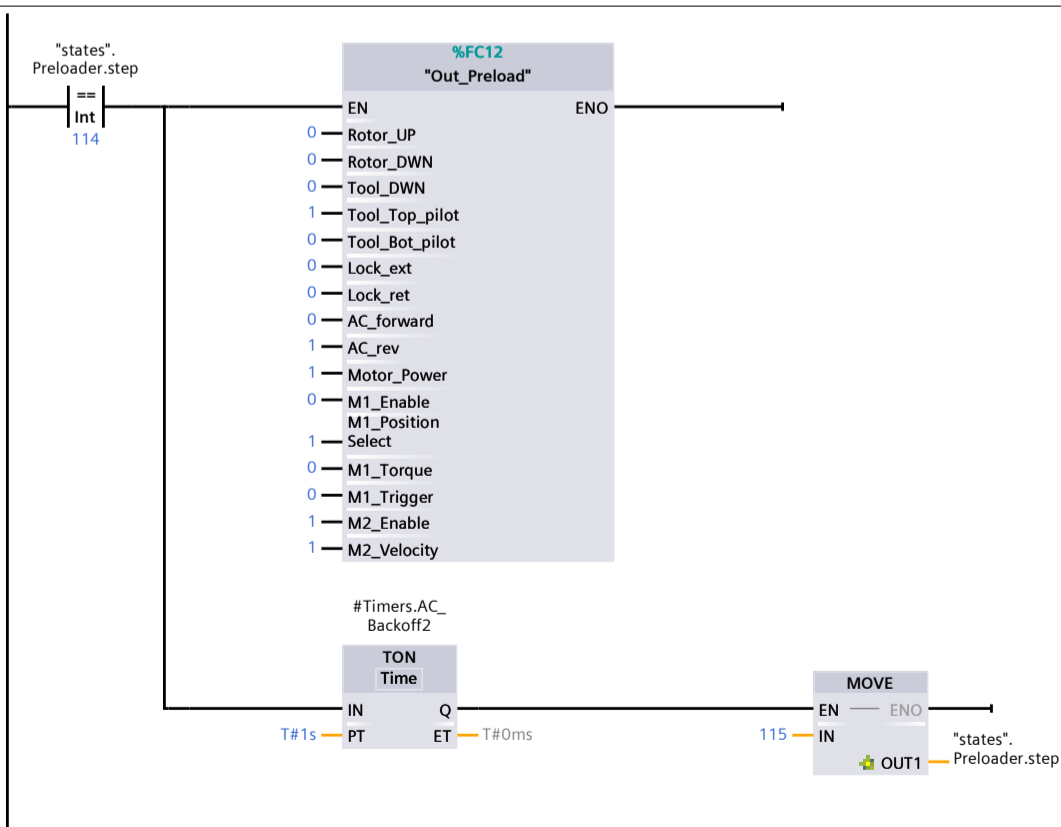 "states".
Preloader.step
==
Int
114
%FC12
"Out_Preload"
EN ENO
0 Rotor_UP
0 Rotor_DWN
0 Tool_DWN
1 Tool_Top_pilot
0 Tool_Bot_pilot
0 Lock_ext
0 Lock_ret
0 AC_forward
1 AC_rev
1 Motor_Power
0 M1_Enable
M1_Position
1 Select
0 M1_Torque
0 M1_Trigger
1 M2_Enable
1 M2_Velocity
#Timers.AC_
Backoff2
TON
Time
IN Q
T#1s PT ET T#0ms
MOVE
EN ENO
115 IN
OUT1
"states".
Preloader.step